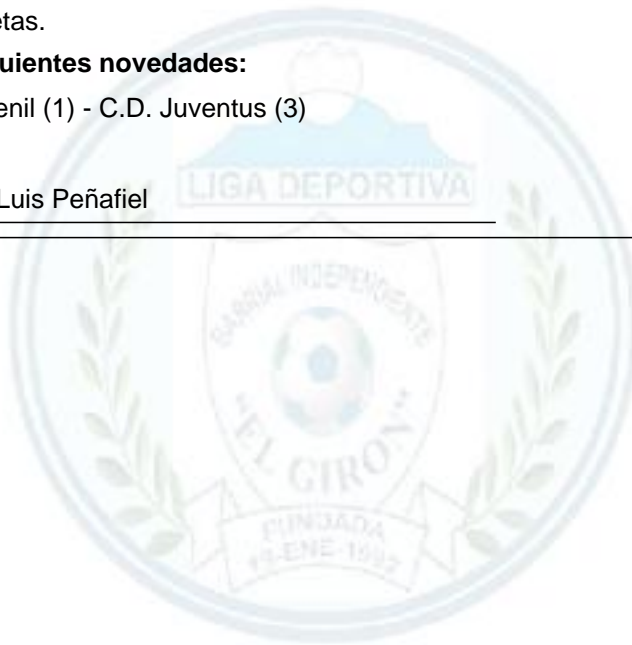 etas.
uientes novedades:
enil (1) - C.D. Juventus (3)
Luis Peñafiel
LIGA DEPORTIVA
BARRIAL INDEPENDIENTE
"EL GIRON"
FUNDADA